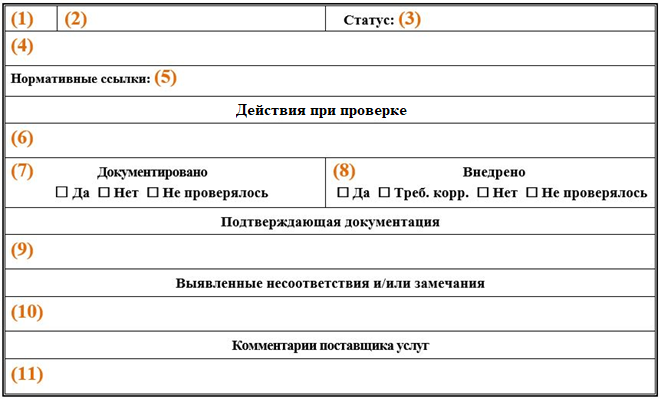 (1) (2) Статус: (3)
(4)
Нормативные ссылки: (5)
Действия при проверке
(6)
(7) Документировано (8) Внедрено
☐ Да ☐ Нет ☐ Не проверялось ☐ Да ☐ Треб. корр. ☐ Нет ☐ Не проверялось
Подтверждающая документация
(9)
Выявленные несоответствия и/или замечания
(10)
Комментарии поставщика услуг
(11)